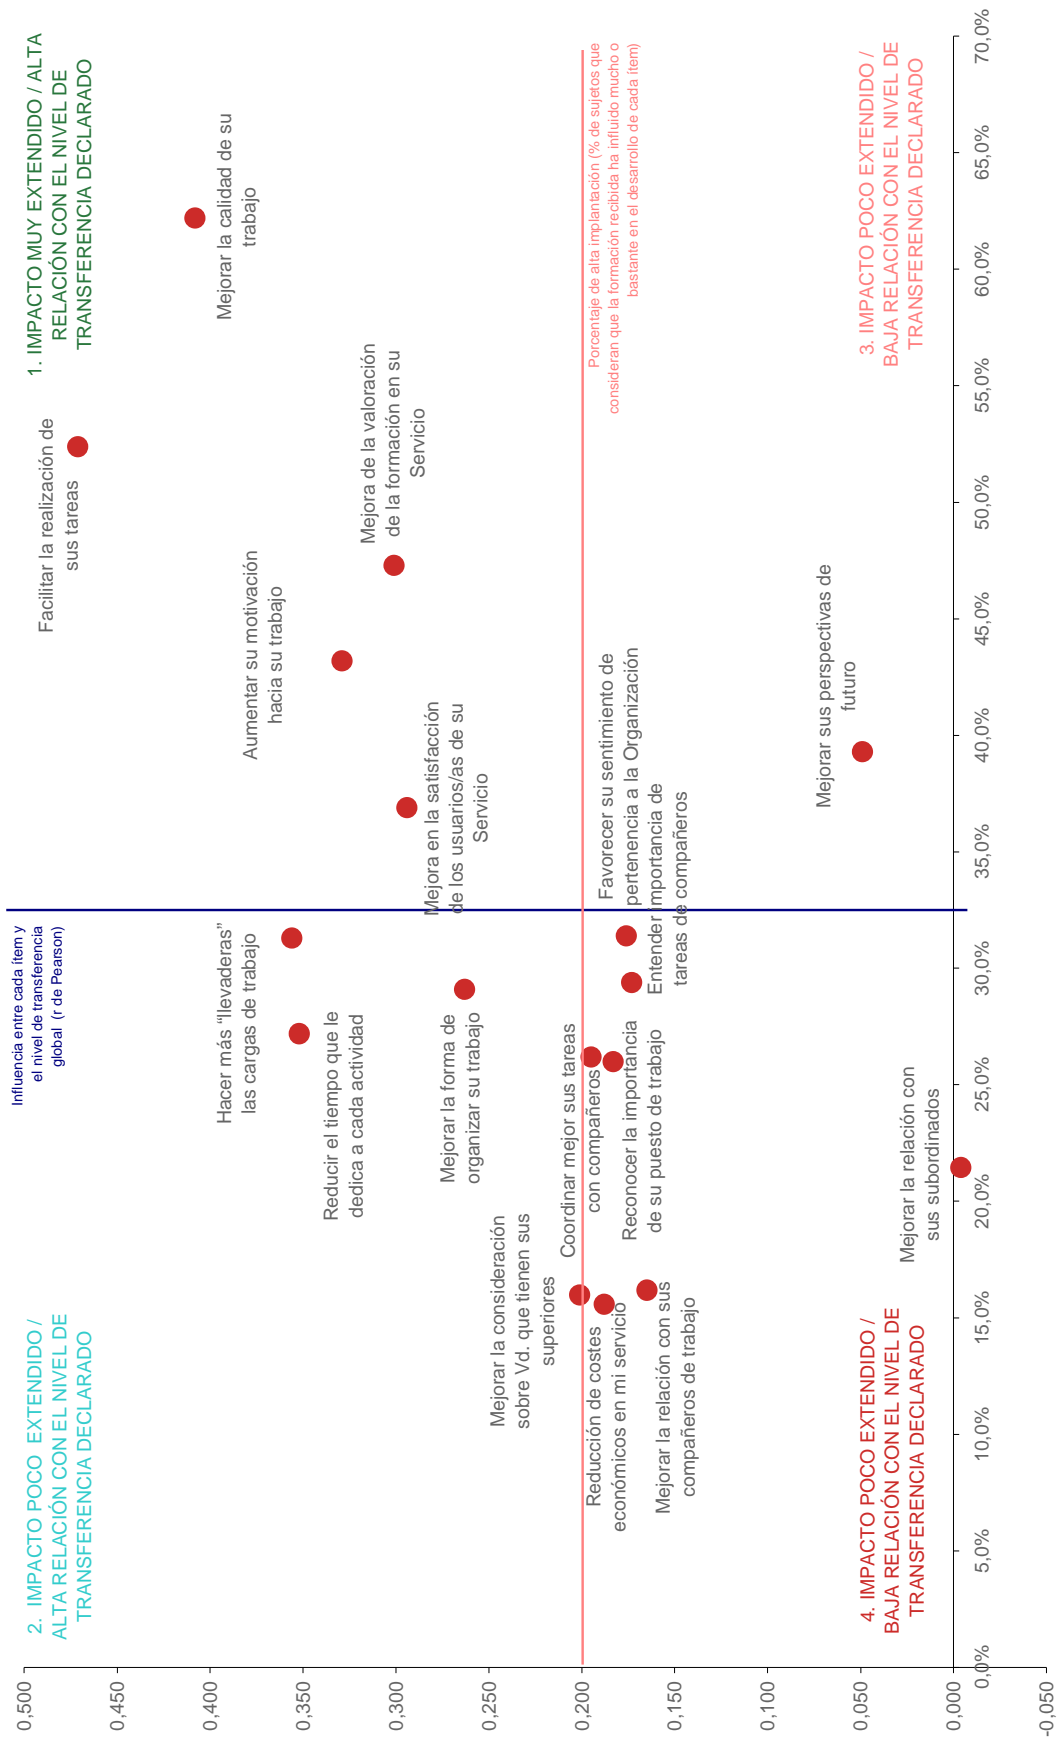 2.  IMPACTO POCO  EXTENDIDO /
ALTA RELACIÓN CON EL NIVEL DE
TRANSFERENCIA DECLARADO
Influencia entre cada ítem y
el nivel de transferencia
global  (r de Pearson)
1. IMPACTO MUY EXTENDIDO / ALTA
RELACIÓN CON EL NIVEL DE
TRANSFERENCIA DECLARADO
Facilitar la realización de
sus tareas
Mejorar la calidad de su
trabajo
Hacer más “llevaderas”
las cargas de trabajo
Aumentar su motivación
hacia su trabajo
Reducir el tiempo que le
dedica a cada actividad
Mejora de la valoración
de la formación en su
Servicio
Mejora en la satisfacción
de los usuarios/as de su
Servicio
Mejorar la forma de
organizar su trabajo
Mejorar la consideración
sobre Vd. que tienen sus
superiores
Coordinar mejor sus tareas
con compañeros
Reducción de costes
económicos en mi servicio
Favorecer su sentimiento de
pertenencia a la Organización
Porcentaje de alta implantación (% de sujetos que
consideran que la formación recibida ha influido mucho o
bastante en el desarrollo de cada ítem)
Reconocer la importancia
de su puesto de trabajo
Entender importancia de
tareas de compañeros
Mejorar la relación con sus
compañeros de trabajo
Mejorar sus perspectivas de
futuro
Mejorar la relación con
sus subordinados
4. IMPACTO POCO EXTENDIDO /
BAJA RELACIÓN CON EL NIVEL DE
TRANSFERENCIA DECLARADO
3. IMPACTO POCO EXTENDIDO /
BAJA RELACIÓN CON EL NIVEL DE
TRANSFERENCIA DECLARADO
0,500
0,450
0,400
0,350
0,300
0,250
0,200
0,150
0,100
0,050
0,000
-0,050
0,0%
5,0%
10,0%
15,0%
20,0%
25,0%
30,0%
35,0%
40,0%
45,0%
50,0%
55,0%
60,0%
65,0%
70,0%